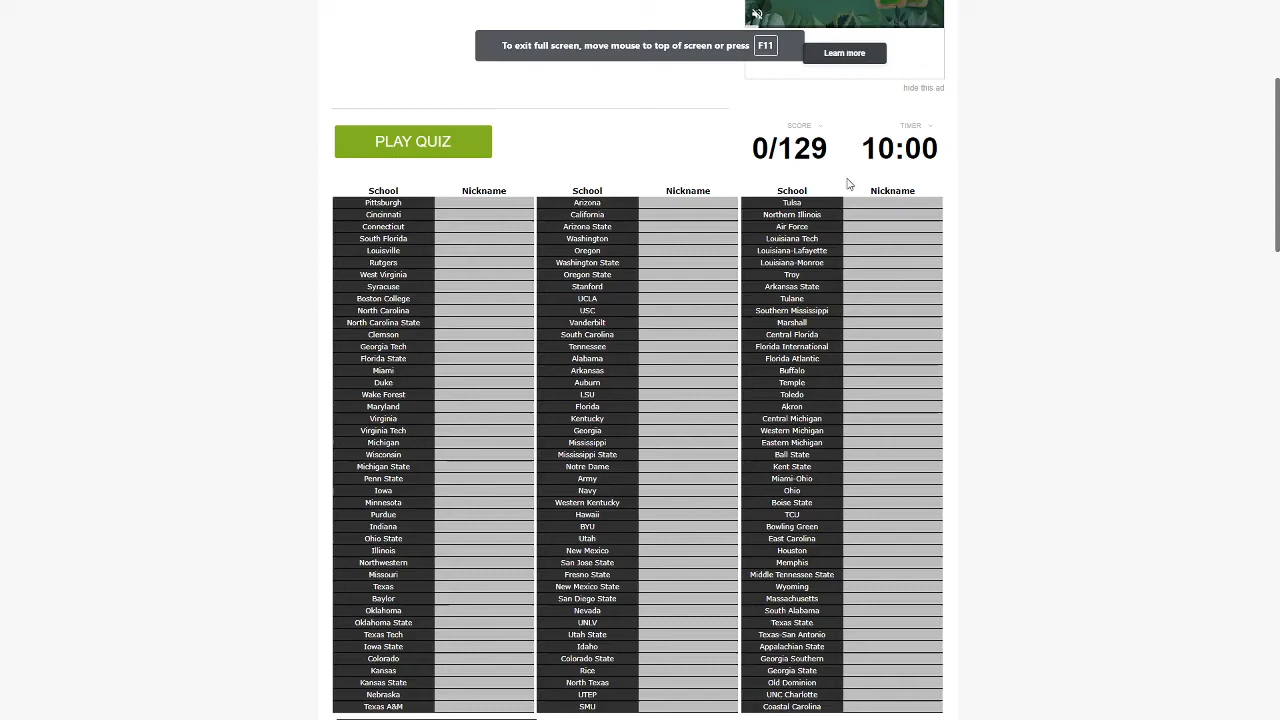 To exit full screen, move mouse to top of screen or press F11
Learn more
hide this ad
PLAY QUIZ
SCORE
0/129
TIMER
10:00
School Nickname School Nickname School Nickname
Pittsburgh Arizona Tulsa
Cincinnati California Northern Illinois
Connecticut Arizona State Air Force
South Florida Washington Louisiana Tech
Louisville Oregon Louisiana-Lafayette
Rutgers Washington State Louisiana-Monroe
West Virginia Oregon State Troy
Syracuse Stanford Arkansas State
Boston College UCLA Tulane
North Carolina USC Southern Mississippi
North Carolina State Vanderbilt Marshall
Clemson South Carolina Central Florida
Georgia Tech Tennessee Florida International
Florida State Alabama Florida Atlantic
Miami Arkansas Buffalo
Duke Auburn Temple
Wake Forest LSU Toledo
Maryland Florida Akron
Virginia Kentucky Central Michigan
Virginia Tech Georgia Western Michigan
Michigan Mississippi Eastern Michigan
Wisconsin Mississippi State Ball State
Michigan State Notre Dame Kent State
Penn State Army Miami-Ohio
Iowa Navy Ohio
Minnesota Western Kentucky Boise State
Purdue Hawaii TCU
Indiana BYU Bowling Green
Ohio State Utah East Carolina
Illinois New Mexico Houston
Northwestern San Jose State Memphis
Missouri Fresno State Middle Tennessee State
Texas New Mexico State Wyoming
Baylor San Diego State Massachusetts
Oklahoma Nevada South Alabama
Oklahoma State UNLV Texas State
Texas Tech Utah State Texas-San Antonio
Iowa State Idaho Appalachian State
Colorado Colorado State Georgia Southern
Kansas Rice Georgia State
Kansas State North Texas Old Dominion
Nebraska UTEP UNC Charlotte
Texas A&M SMU Coastal Carolina